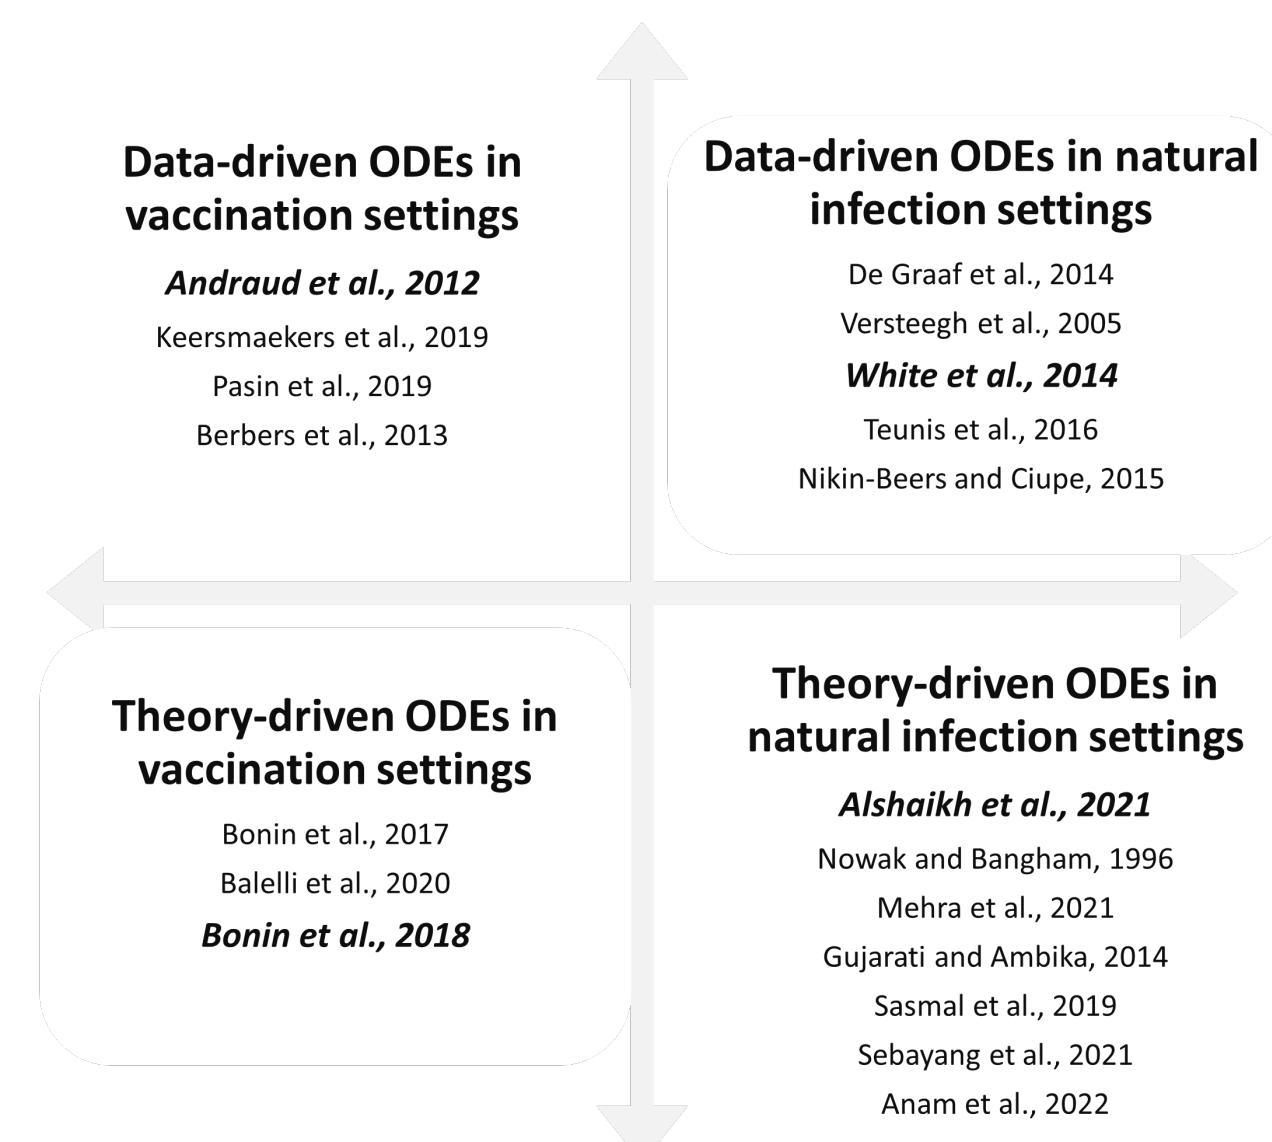 Data-driven ODEs in
vaccination settings
Andraud et al., 2012
Keersmaekers et al., 2019
Pasin et al., 2019
Berbers et al., 2013
Data-driven ODEs in natural
infection settings
De Graaf et al., 2014
Versteegh et al., 2005
White et al., 2014
Teunis et al., 2016
Nikin-Beers and Ciupe, 2015
Theory-driven ODEs in
vaccination settings
Bonin et al., 2017
Balelli et al., 2020
Bonin et al., 2018
Theory-driven ODEs in
natural infection settings
Alshaikh et al., 2021
Nowak and Bangham, 1996
Mehra et al., 2021
Gujarati and Ambika, 2014
Sasmal et al., 2019
Sebayang et al., 2021
Anam et al., 2022